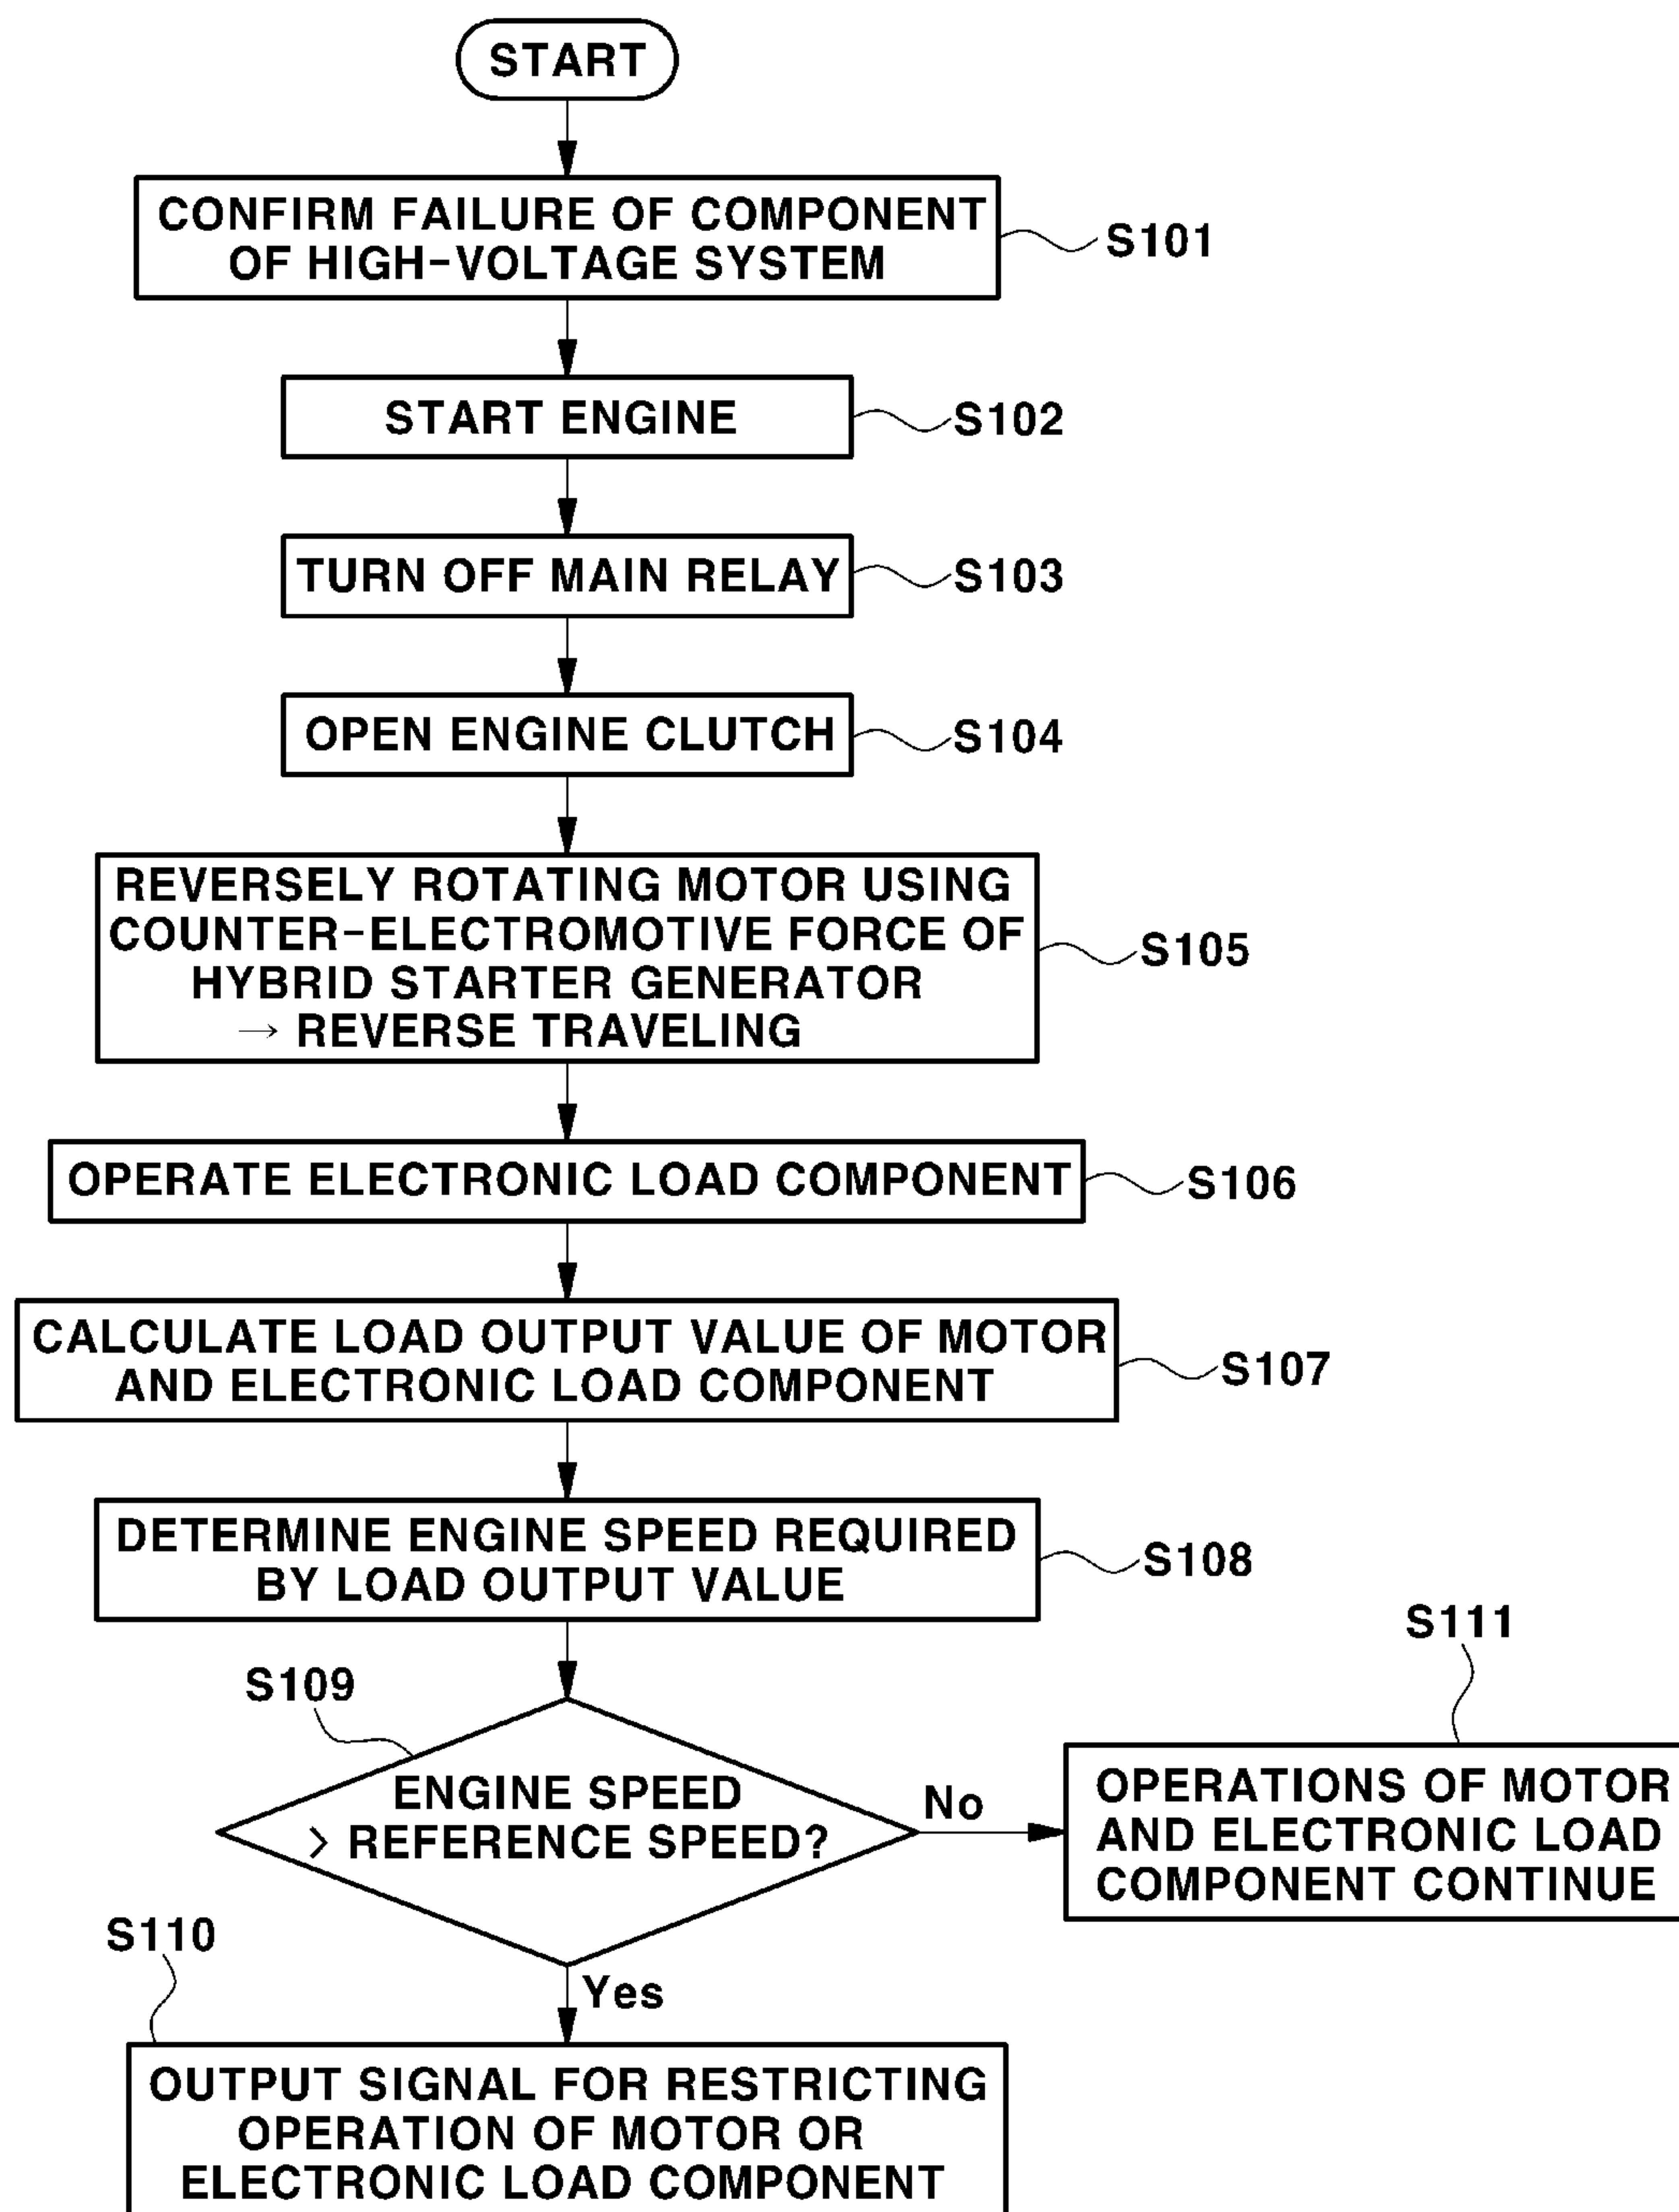 START
CONFIRM FAILURE OF COMPONENT
OF HIGH-VOLTAGE SYSTEM
S101
START ENGINE
S102
TURN OFF MAIN RELAY
S103
OPEN ENGINE CLUTCH
S104
REVERSELY ROTATING MOTOR USING
COUNTER-ELECTROMOTIVE FORCE OF
HYBRID STARTER GENERATOR
→ REVERSE TRAVELING
S105
OPERATE ELECTRONIC LOAD COMPONENT
S106
CALCULATE LOAD OUTPUT VALUE OF MOTOR
AND ELECTRONIC LOAD COMPONENT
S107
DETERMINE ENGINE SPEED REQUIRED
BY LOAD OUTPUT VALUE
S108
S109
ENGINE SPEED
> REFERENCE SPEED?
No
S111
OPERATIONS OF MOTOR
AND ELECTRONIC LOAD
COMPONENT CONTINUE
Yes
S110
OUTPUT SIGNAL FOR RESTRICTING
OPERATION OF MOTOR OR
ELECTRONIC LOAD COMPONENT